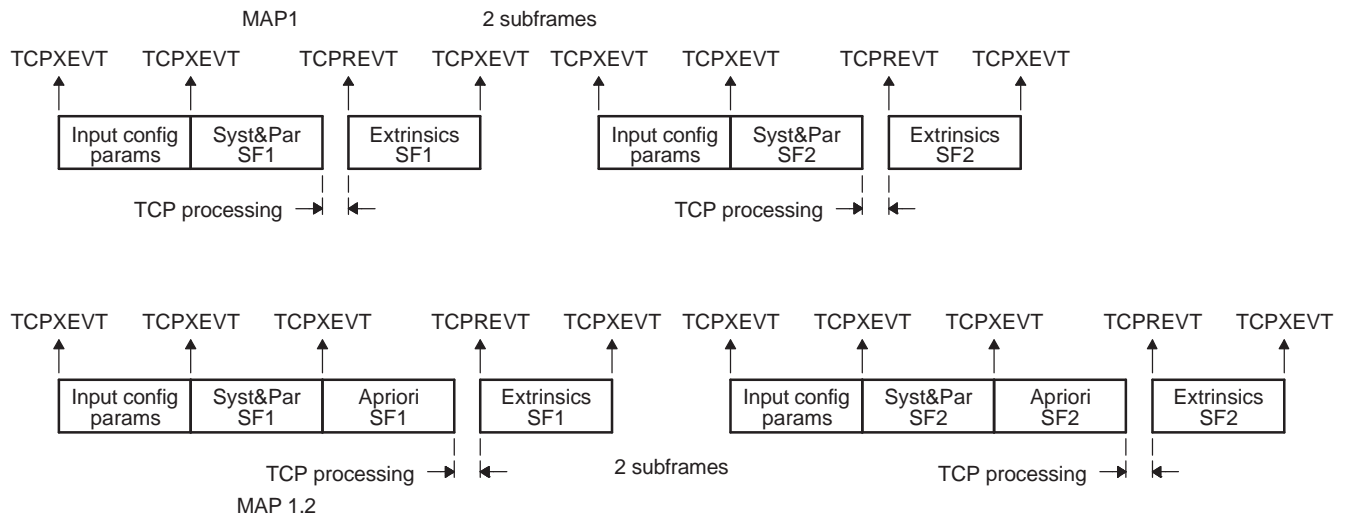 MAP1 2 subframes
TCPXEVT TCPXEVT TCPREVT TCPXEVT TCPXEVT TCPXEVT TCPREVT TCPXEVT
Input config params
Syst&Par SF1
Extrinsics SF1
Input config params
Syst&Par SF2
Extrinsics SF2
TCP processing TCP processing
TCPXEVT TCPXEVT TCPXEVT TCPREVT TCPXEVT TCPXEVT TCPXEVT TCPXEVT TCPREVT TCPXEVT
Input config params
Syst&Par SF1
Apriori SF1
Extrinsics SF1
Input config params
Syst&Par SF2
Apriori SF2
Extrinsics SF2
TCP processing 2 subframes TCP processing
MAP 1,2